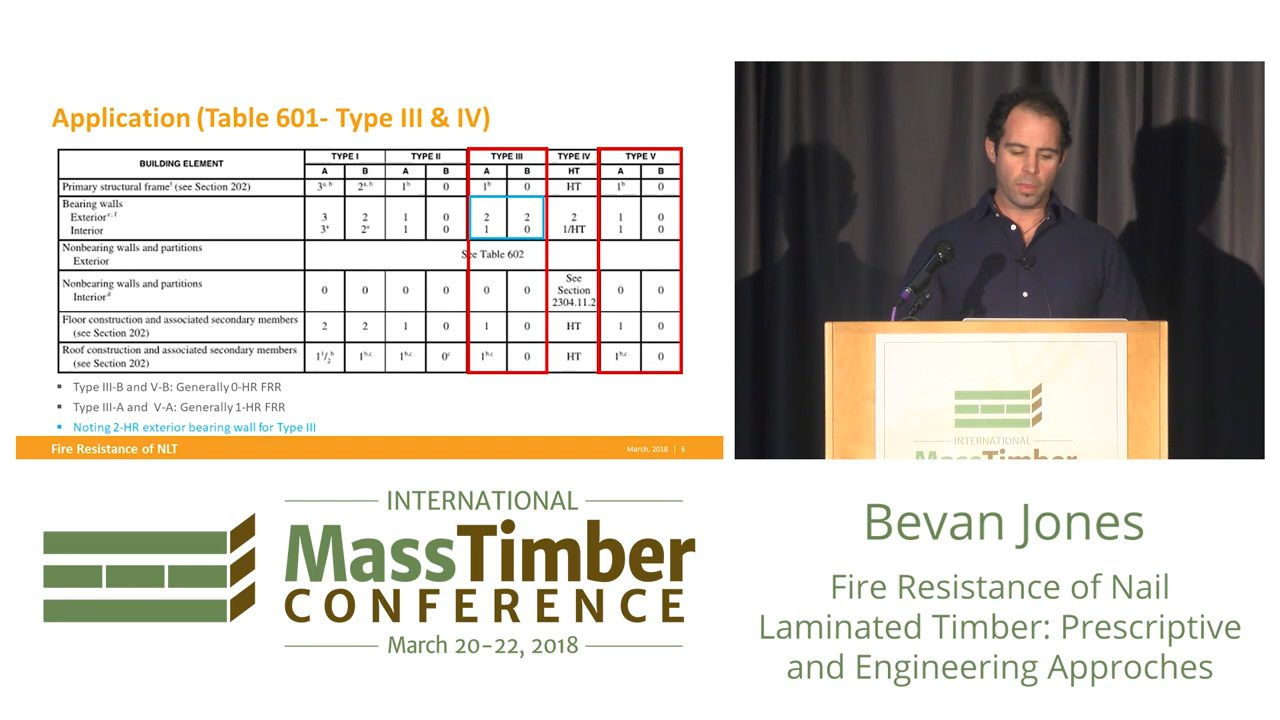 Application (Table 601- Type III & IV)
BUILDING ELEMENT TYPE I TYPE II TYPE III TYPE IV TYPE V
A B A B A B HT A B
Primary structural frameᶠ (see Section 202) 3ᵃ,ᵇ 2ᵃ,ᵇ 1ᵇ 0 1ᵇ 0 HT 1ᵇ 0
Bearing walls
Exteriorᵉ,ᶠ 3 2 1 0 2 2 2 1 0
Interior 3ᵃ 2ᵃ 1 0 1 0 1/HT 1 0
Nonbearing walls and partitions
Exterior See Table 602
Nonbearing walls and partitions
Interiorᵈ 0 0 0 0 0 0 See Section 2304.11.2 0 0
Floor construction and associated secondary members
(see Section 202) 2 2 1 0 1 0 HT 1 0
Roof construction and associated secondary members
(see Section 202) 1¹/₂ᵇ 1ᵇ,ᶜ 1ᵇ,ᶜ 0ᶜ 1ᵇ,ᶜ 0 HT 1ᵇ,ᶜ 0
▪ Type III-B and V-B: Generally 0-HR FRR
▪ Type III-A and V-A: Generally 1-HR FRR
▪ Noting 2-HR exterior bearing wall for Type III
Fire Resistance of NLT March, 2018 | 6
INTERNATIONAL
MassTimber
INTERNATIONAL
MassTimber
CONFERENCE
March 20-22, 2018
Bevan Jones
Fire Resistance of Nail
Laminated Timber: Prescriptive
and Engineering Approches